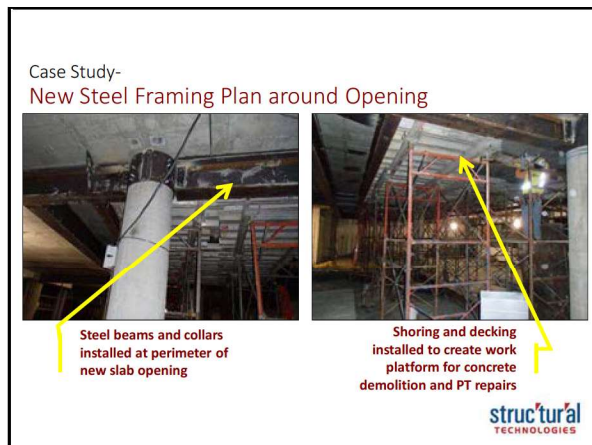 Case Study-
New Steel Framing Plan around Opening
Steel beams and collars
installed at perimeter of
new slab opening
Shoring and decking
installed to create work
platform for concrete
demolition and PT repairs
struc'tur'al
TECHNOLOGIES